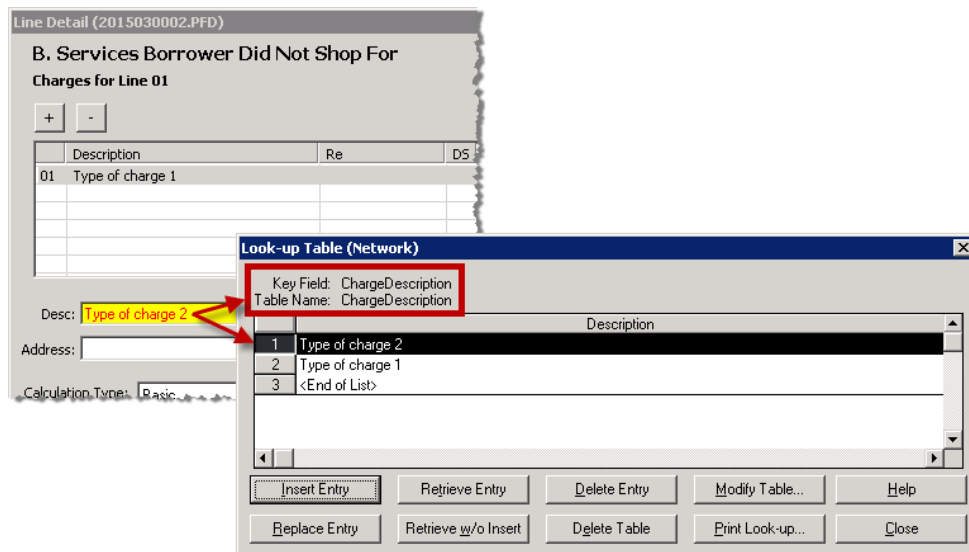 Line Detail (2015030002.PFD)
B. Services Borrower Did Not Shop For
Charges for Line 01
+ -
Description Re DS
01 Type of charge 1
Look-up Table (Network)
Key Field: ChargeDescription
Table Name: ChargeDescription
Desc: Type of charge 2
Address:
Calculation Type: Basic
Description
1 Type of charge 2
2 Type of charge 1
3 <End of List>
Insert Entry Retrieve Entry Delete Entry Modify Table... Help
Replace Entry Retrieve w/o Insert Delete Table Print Look-up... Close